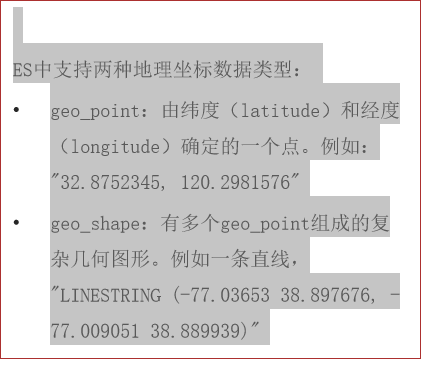 ES中支持两种地理坐标数据类型：
• geo_point：由纬度（latitude）和经度
（longitude）确定的一个点。例如：
"32.8752345, 120.2981576"
• geo_shape：有多个geo_point组成的复
杂几何图形。例如一条直线，
"LINESTRING (-77.03653 38.897676, -
77.009051 38.889939)"